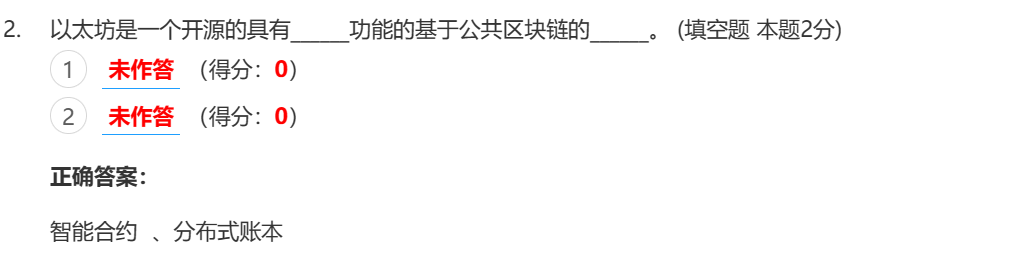 2. 以太坊是一个开源的具有______功能的基于公共区块链的______。 (填空题 本题2分)
1 未作答 (得分：0)
2 未作答 (得分：0)
正确答案：
智能合约 、分布式账本